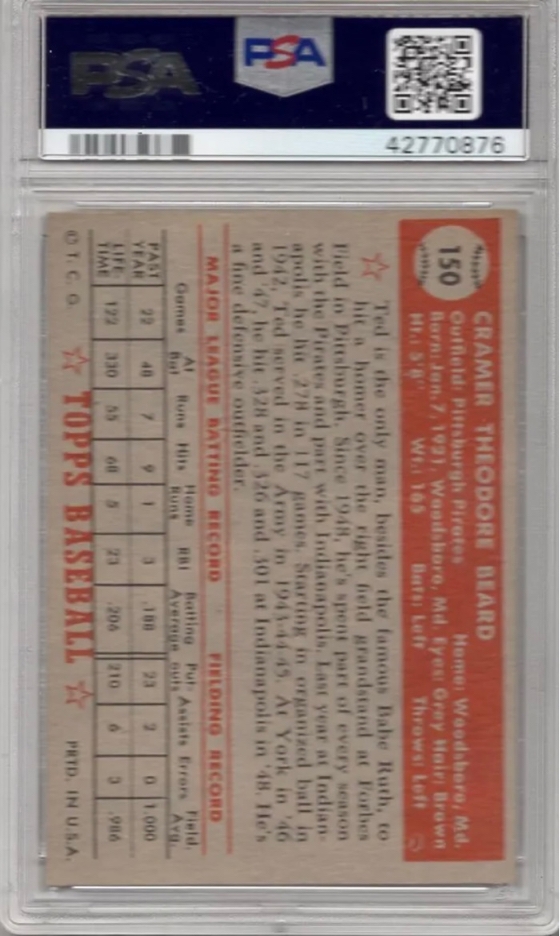 PSA
PSA
42770876
150
CRAMER THEODORE BEARD
Outfield: Pittsburgh Pirates Home: Woodsboro, Md.
Born: Jan. 7, 1921, Woodsboro, Md. Eyes: Grey Hair: Brown
Ht.: 5'8" Wt.: 165 Bats: Left Throws: Left
Ted is the only man, besides the famous Babe Ruth, to
hit a homer over the right field grandstand at Forbes
Field in Pittsburgh. Since 1948, he's spent part of every season
with the Pirates and part with Indianapolis. Last year at Indian-
apolis he hit .278 in 117 games. Starting in organized ball in
1942, Ted served in the Army in 1943-44-45. At York in '46
and '47, he hit .328 and .326 and .301 at Indianapolis in '48. He's
a fine defensive outfielder.
MAJOR LEAGUE BATTING RECORD FIELDING RECORD
Games At Bat Runs Hits Home Runs RBI Batting Average Put-outs Assists Errors Field. Avg.
PAST YEAR 22 48 7 9 1 3 .188 23 2 0 1.000
LIFE-TIME 122 330 55 68 5 23 .206 210 6 3 .986
© T. C. G. TOPPS BASEBALL PRTD. IN U.S.A.